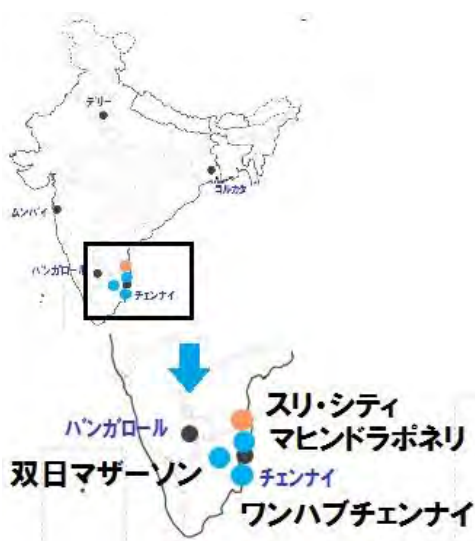 デリー
コルカタ
ムンバイ
バンガロール
チェンナイ
スリ・シティ
マヒンドラポネリ
バンガロール
双日マザーソン
チェンナイ
ワンハブチェンナイ